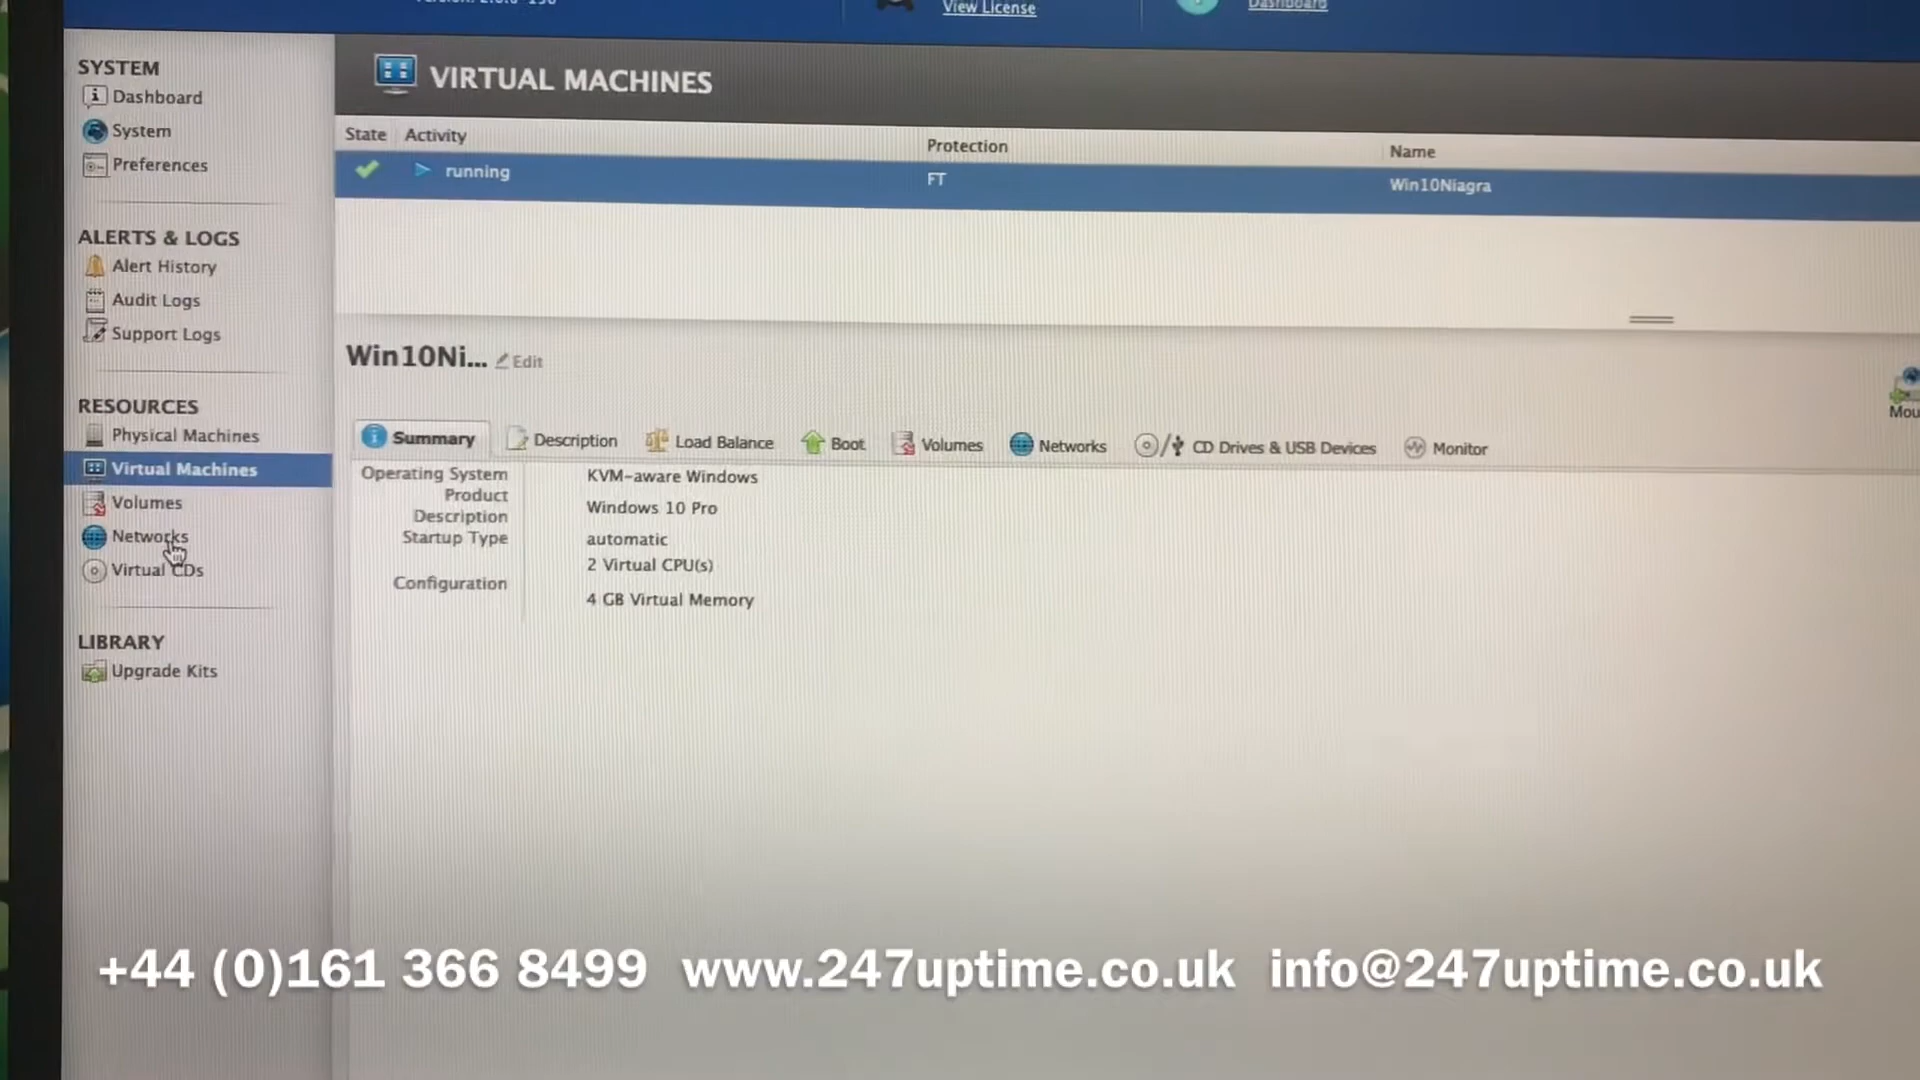 View License
Dashboard
SYSTEM
Dashboard
System
Preferences
ALERTS & LOGS
Alert History
Audit Logs
Support Logs
RESOURCES
Physical Machines
Virtual Machines
Volumes
Networks
Virtual CDs
LIBRARY
Upgrade Kits
VIRTUAL MACHINES
State Activity Protection Name
running FT Win10Niagra
Win10Ni... Edit
Mou
Summary Description Load Balance Boot Volumes Networks CD Drives & USB Devices Monitor
Operating System KVM-aware Windows
Product
Description Windows 10 Pro
Startup Type automatic
Configuration 2 Virtual CPU(s)
4 GB Virtual Memory
+44 (0)161 366 8499 www.247uptime.co.uk info@247uptime.co.uk